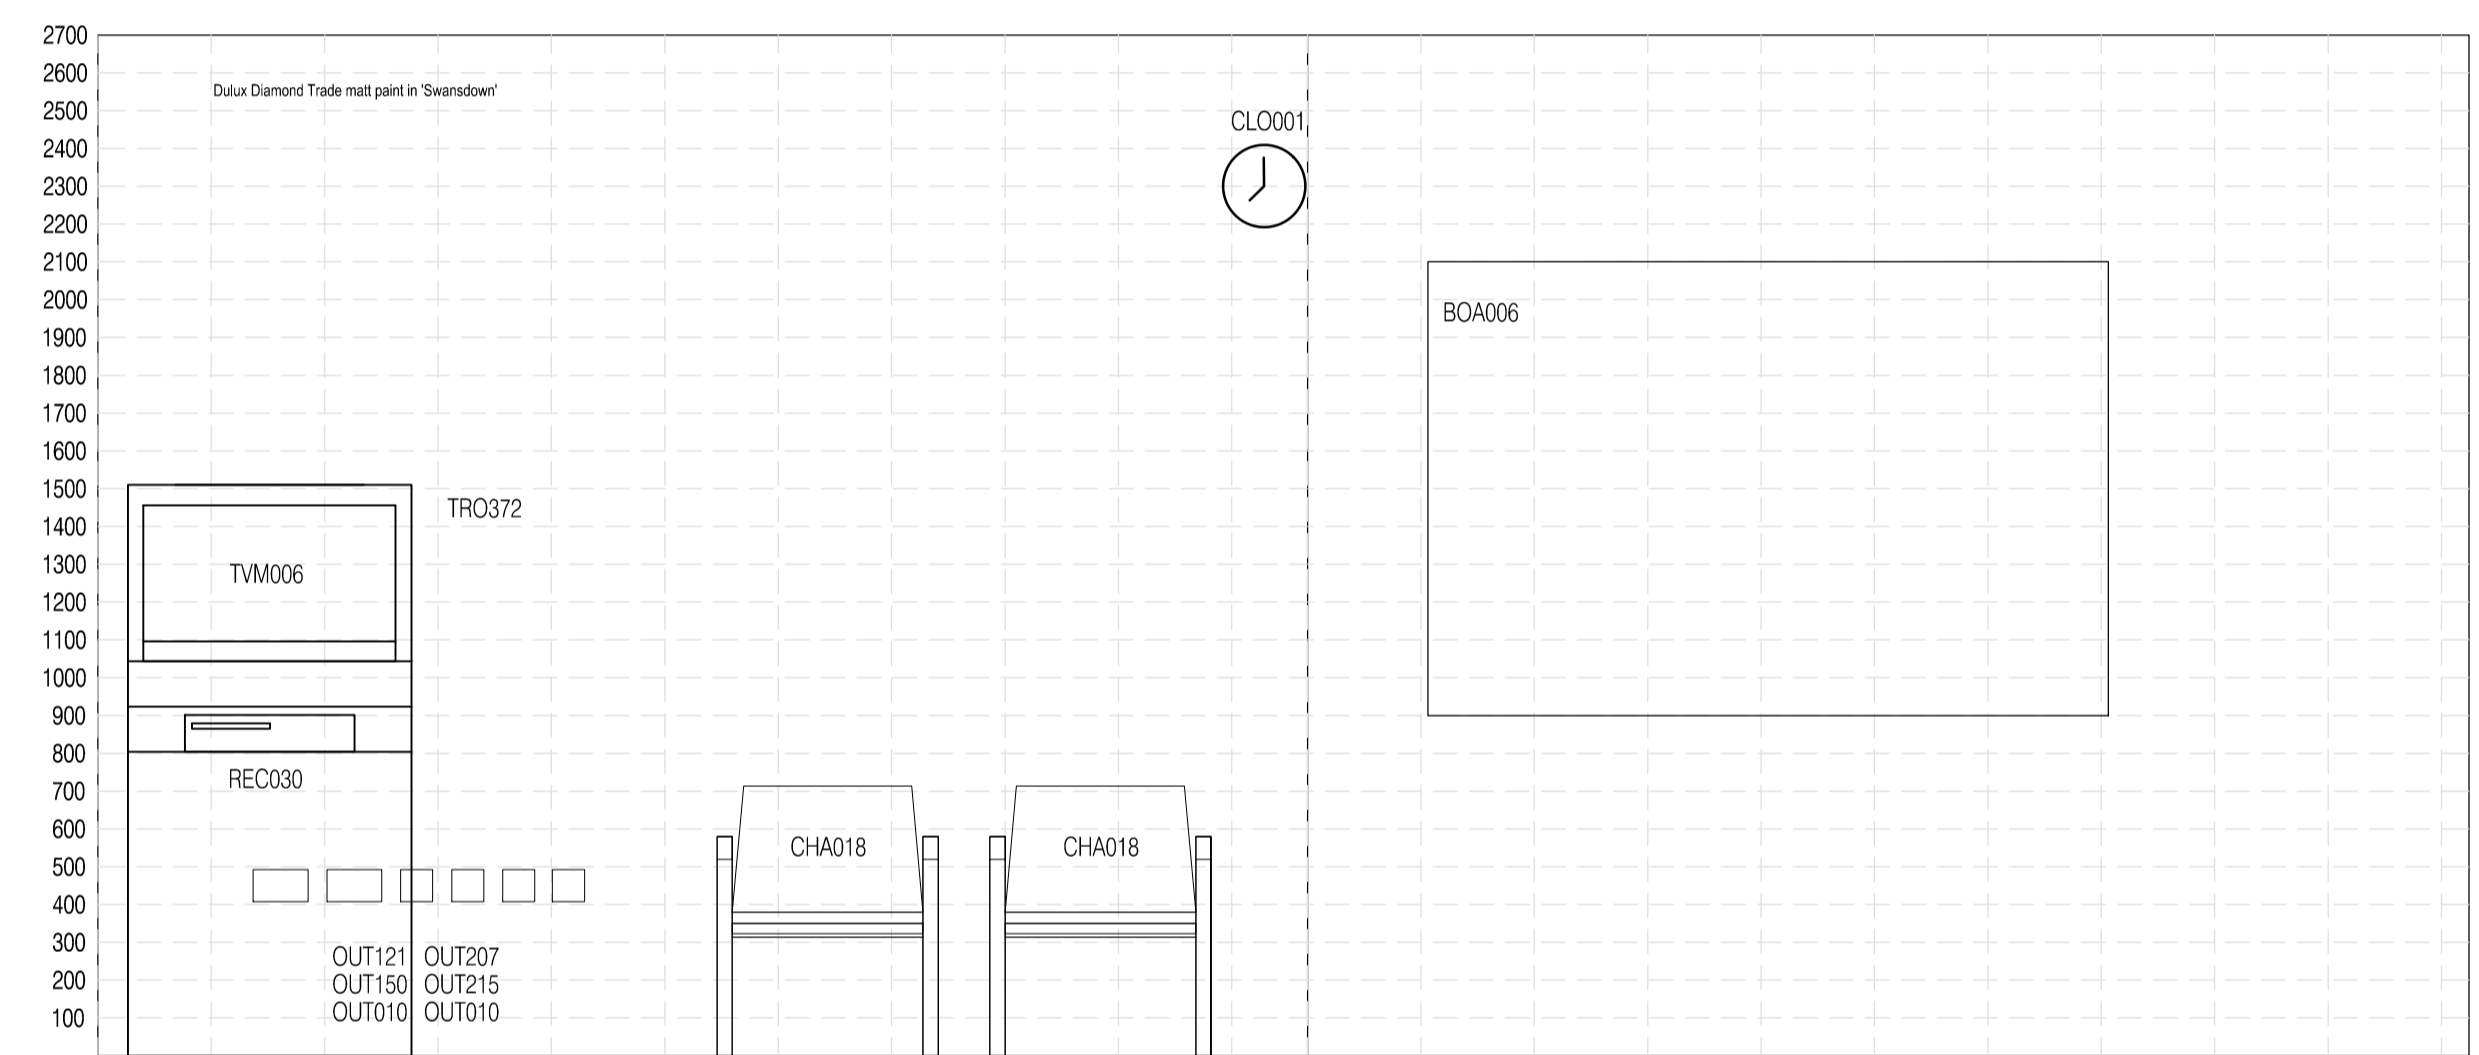 2700
2600
Dulux Diamond Trade matt paint in 'Swansdown'
2500
CLO001
2400
2300
2200
2100
2000
BOA006
1900
1800
1700
1600
1500
TRO372
1400
1300
TVM006
1200
1100
1000
900
800
REC030
700
600
CHA018 CHA018
500
400
300
OUT121 OUT207
200
OUT150 OUT215
100
OUT010 OUT010